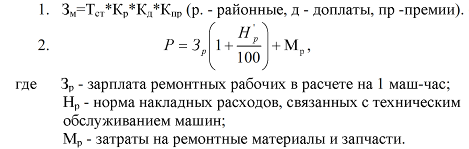 1. Зм=Тст*Кр*Кд*Кпр (р. - районные, д - доплаты, пр -премии).
2. P = Зр(1 + Н'р/100) + Мр,
где Зр - зарплата ремонтных рабочих в расчете на 1 маш-час;
Нр - норма накладных расходов, связанных с техническим
обслуживанием машин;
Мр - затраты на ремонтные материалы и запчасти.